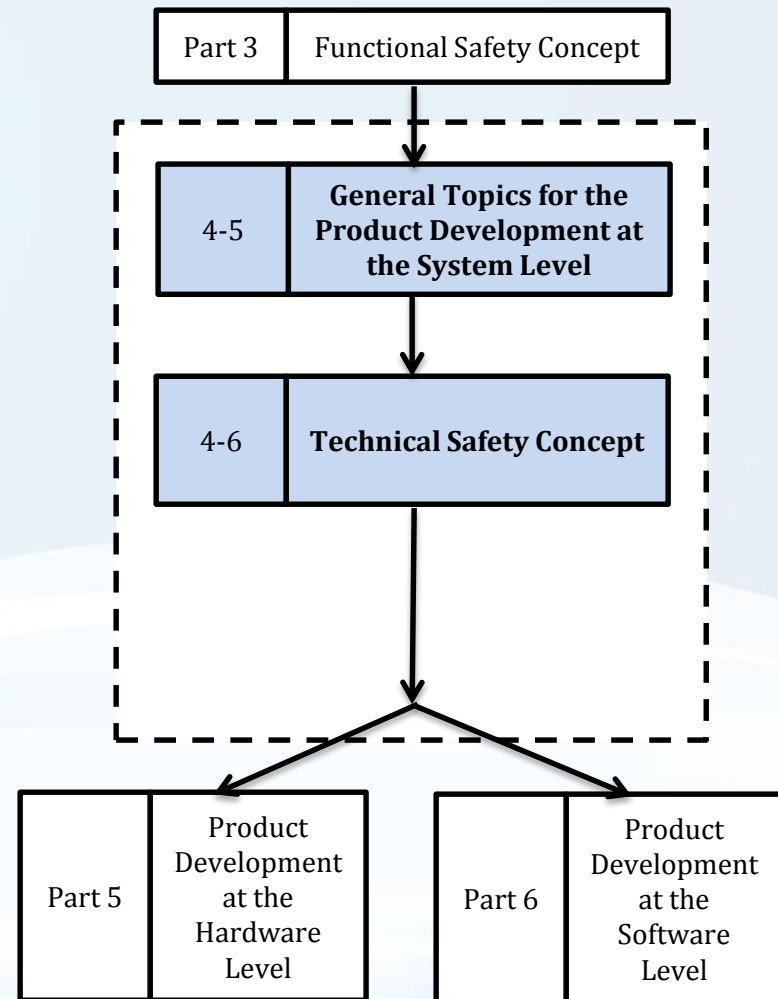 Part 3
Functional Safety Concept
4-5
General Topics for the
Product Development at
the System Level
4-6
Technical Safety Concept
Part 5
Product
Development
at the
Hardware
Level
Part 6
Product
Development
at the
Software
Level